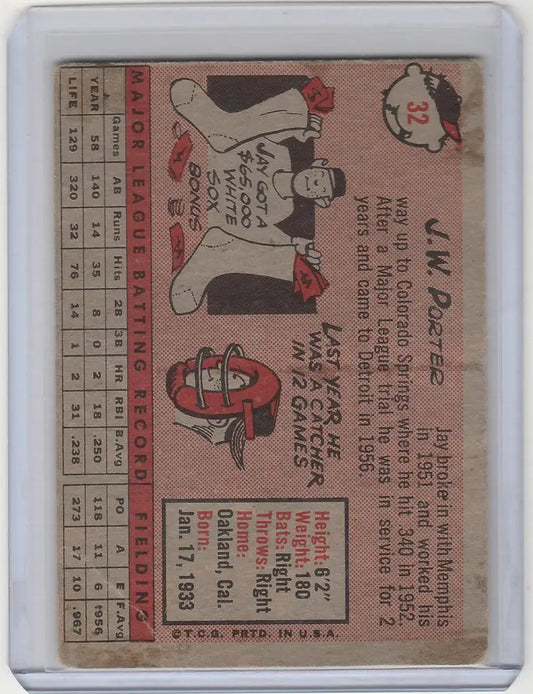 32
J.W. PORTER
Jay broke in with Memphis
in 1951 and worked his
way up to Colorado Springs where he hit .340 in 1952.
After a Major League trial he was in service for 2
years and came to Detroit in 1956.
JAY GOT A
$65,000
WHITE
SOX
BONUS
LAST YEAR HE
WAS A CATCHER
IN 12 GAMES
Height: 6'2"
Weight: 180
Bats: Right
Throws: Right
Home:
Oakland, Cal.
Born:
Jan. 17, 1933
©T.C.G. PRTD. IN U.S.A.
MAJOR LEAGUE BATTING RECORD FIELDING
Games AB Runs Hits 2B 3B HR RBI B.Avg PO A E F.Avg
YEAR 58 140 14 35 8 0 2 18 .250 118 11 6 .956
LIFE 129 320 32 76 14 1 2 31 .238 273 17 10 .967